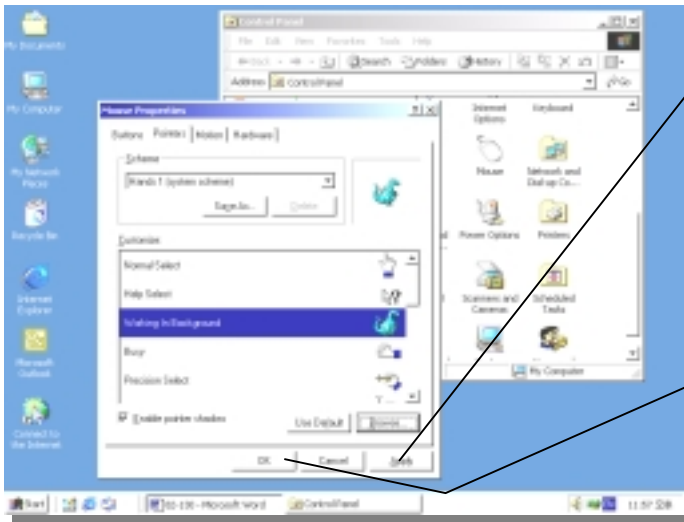 My Documents
My Computer
My Network
Places
Recycle Bin
Internet
Explorer
Microsoft
Outlook
Connect to
the Internet
Control Panel
File Edit View Favorites Tools Help
Back Search Folders History
Address Control Panel Go
Internet
Options
Keyboard
Mouse
Network and
Dial-up Co...
Power Options
Printers
Scanners and
Cameras
Scheduled
Tasks
My Computer
Mouse Properties
Buttons Pointers Motion Hardware
Scheme
Hands 1 (system scheme)
Save As... Delete
Customize
Normal Select
Help Select
Working In Background
Busy
Precision Select
Enable pointer shadow
Use Default Browse...
OK Cancel Apply
Start
- Microsoft Word
Control Panel
11:57